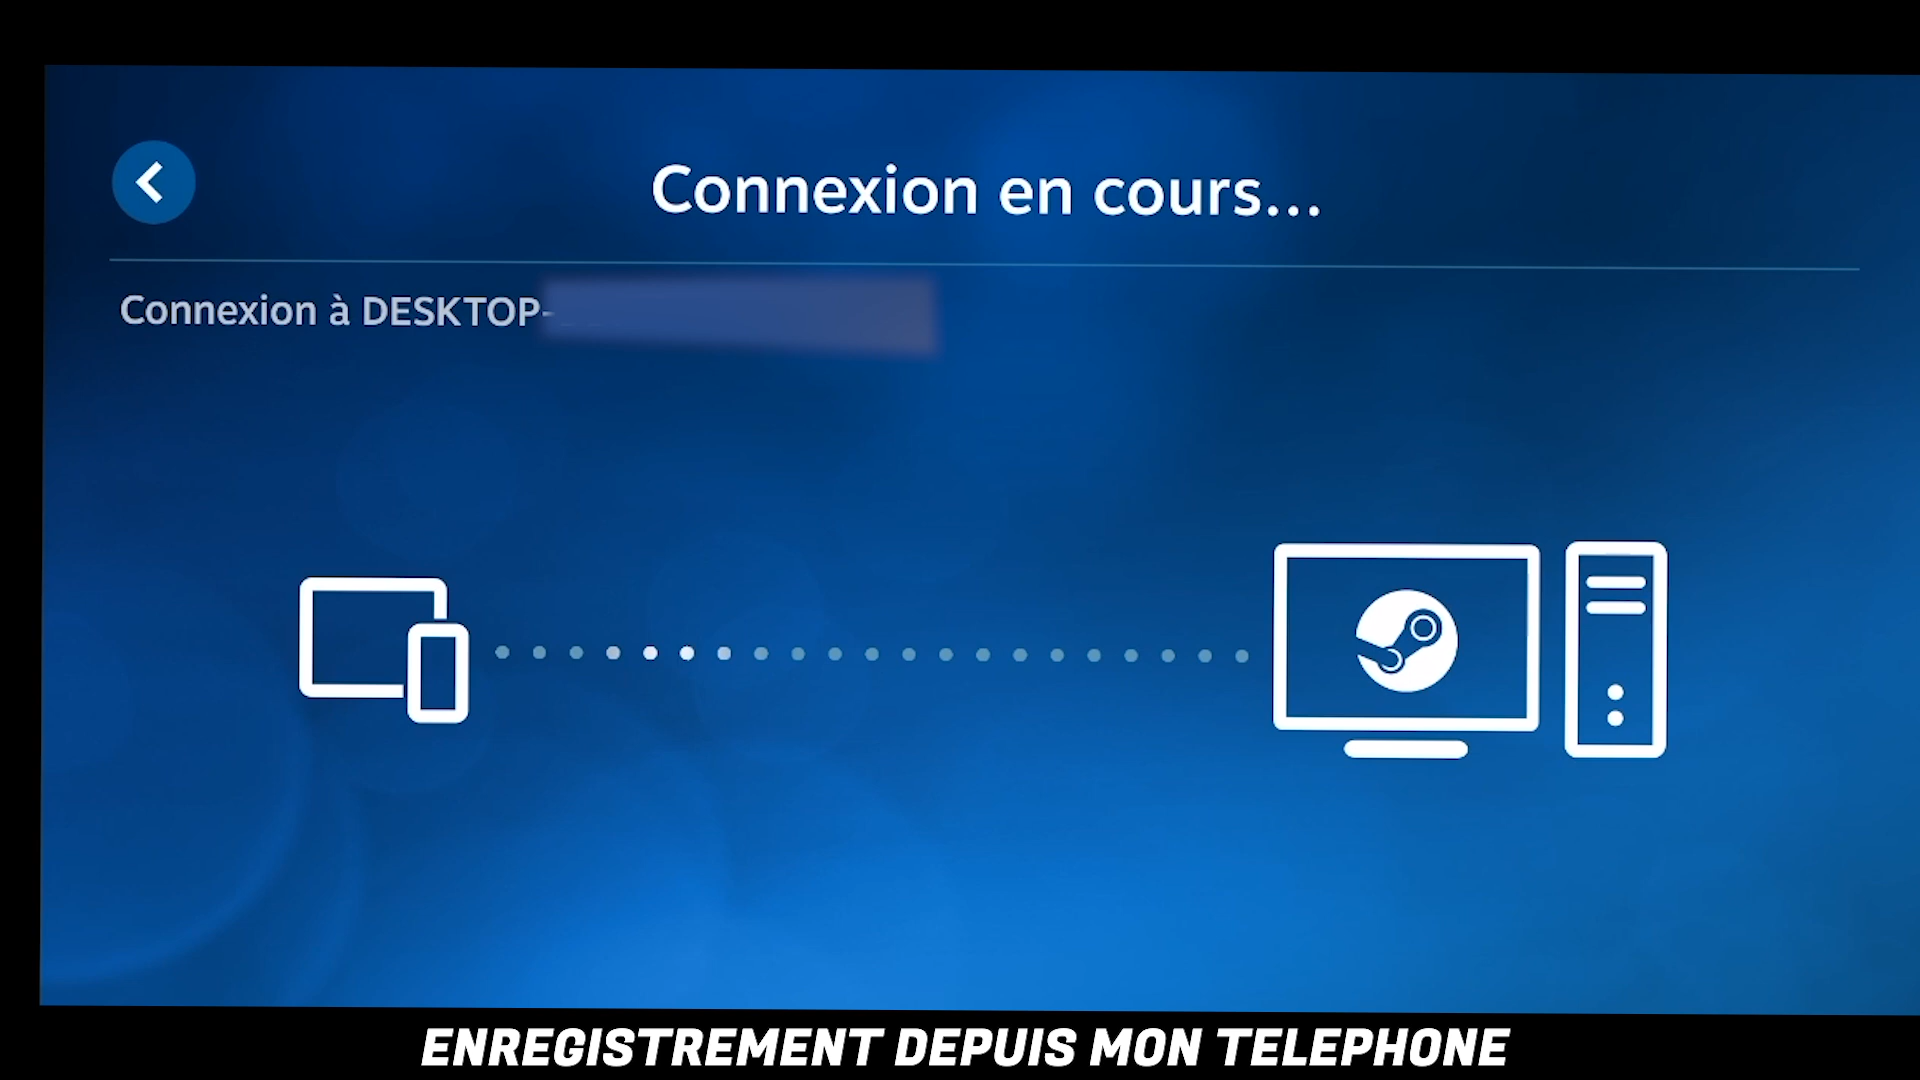 Connexion en cours...
Connexion à DESKTOP-
ENREGISTREMENT DEPUIS MON TELEPHONE